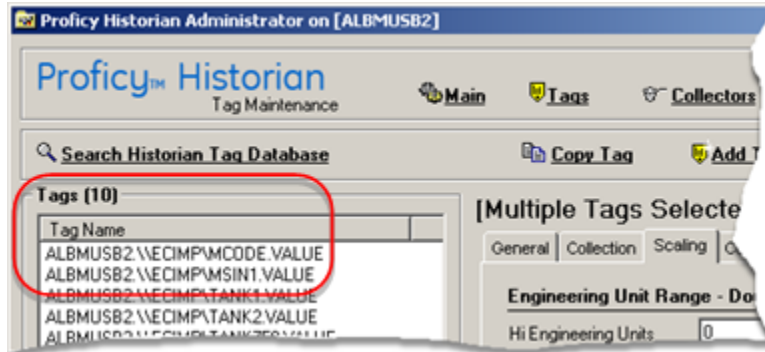 Proficy Historian Administrator on [ALBMUSB2]
Proficy™ Historian
Tag Maintenance
Main Tags Collectors
Search Historian Tag Database Copy Tag Add
Tags (10)
[Multiple Tags
Tag Name
General Collection Scaling
ALBMUSB2.\\ECIMP\MCODE.VALUE
ALBMUSB2.\\ECIMP\MSIN1.VALUE
ALBMUSB2.\\ECIMP\TANK1.VALUE
Engineering Unit Range -
ALBMUSB2.\\ECIMP\TANK2.VALUE
Hi Engineering Units 0